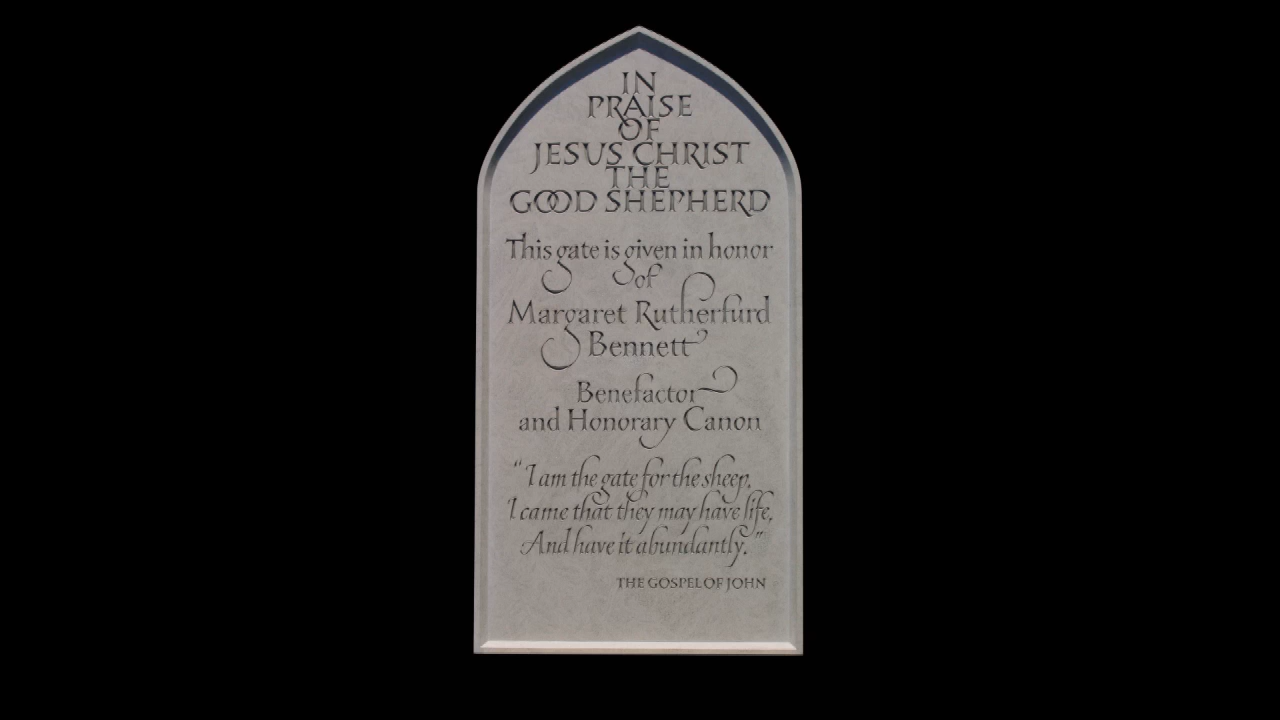 IN
PRAISE
OF
JESUS CHRIST
THE
GOOD SHEPHERD
This gate is given in honor
of
Margaret Rutherfurd
Bennett
Benefactor
and Honorary Canon
"I am the gate for the sheep,
I came that they may have life,
And have it abundantly."
THE GOSPEL OF JOHN